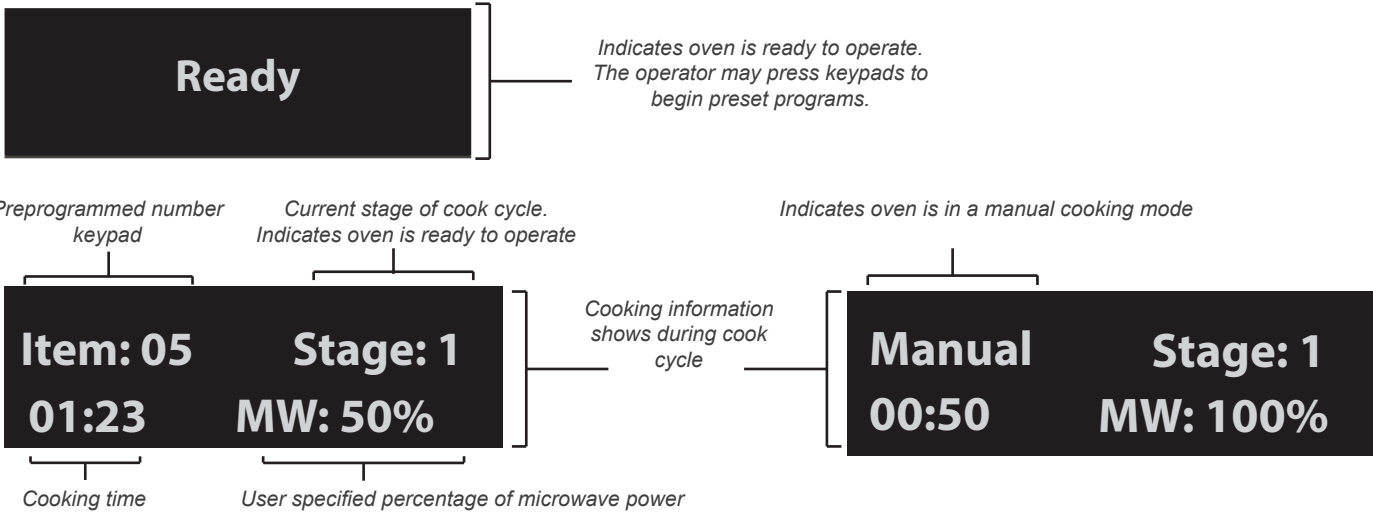 Ready
Indicates oven is ready to operate.
The operator may press keypads to
begin preset programs.
Preprogrammed number
keypad
Current stage of cook cycle.
Indicates oven is ready to operate
Indicates oven is in a manual cooking mode
Item: 05 Stage: 1
01:23 MW: 50%
Cooking information
shows during cook
cycle
Manual Stage: 1
00:50 MW: 100%
Cooking time
User specified percentage of microwave power